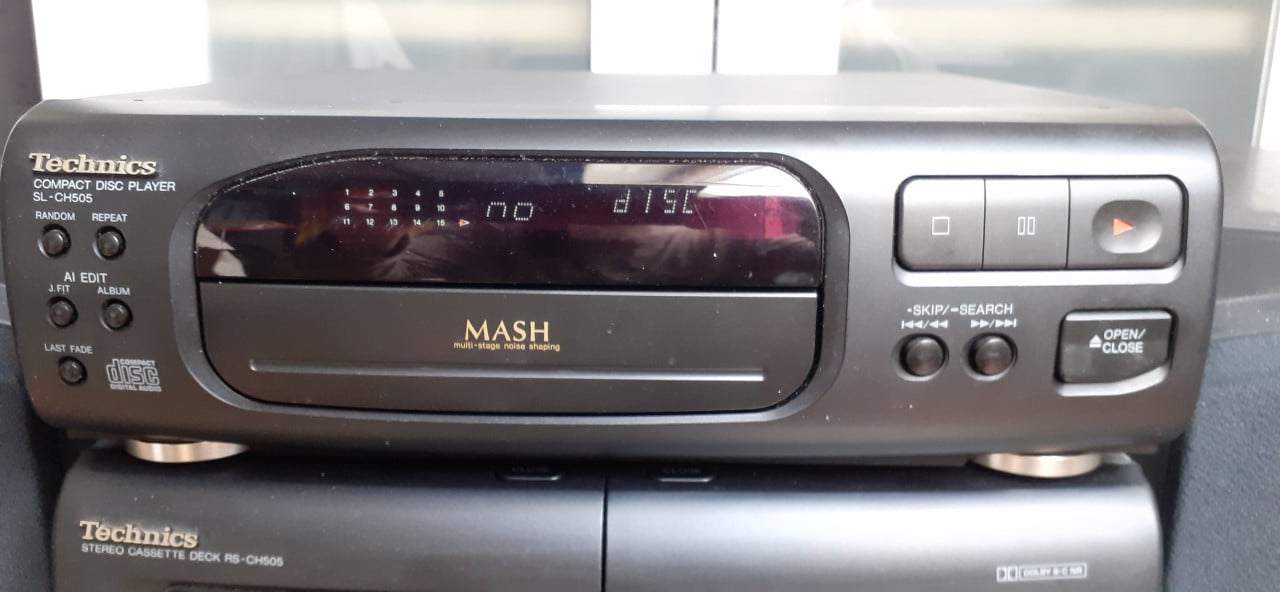 Technics
COMPACT DISC PLAYER
SL-CH505
RANDOM REPEAT
AI EDIT
J.FIT ALBUM
LAST FADE
COMPACT
disc
DIGITAL AUDIO
1 2 3 4 5
6 7 8 9 10
11 12 13 14 15
no disc
MASH
multi-stage noise shaping
-SKIP/-SEARCH
OPEN/
CLOSE
CLOSE CLOSE
Technics
STEREO CASSETTE DECK RS-CH505
DOLBY B-C NR